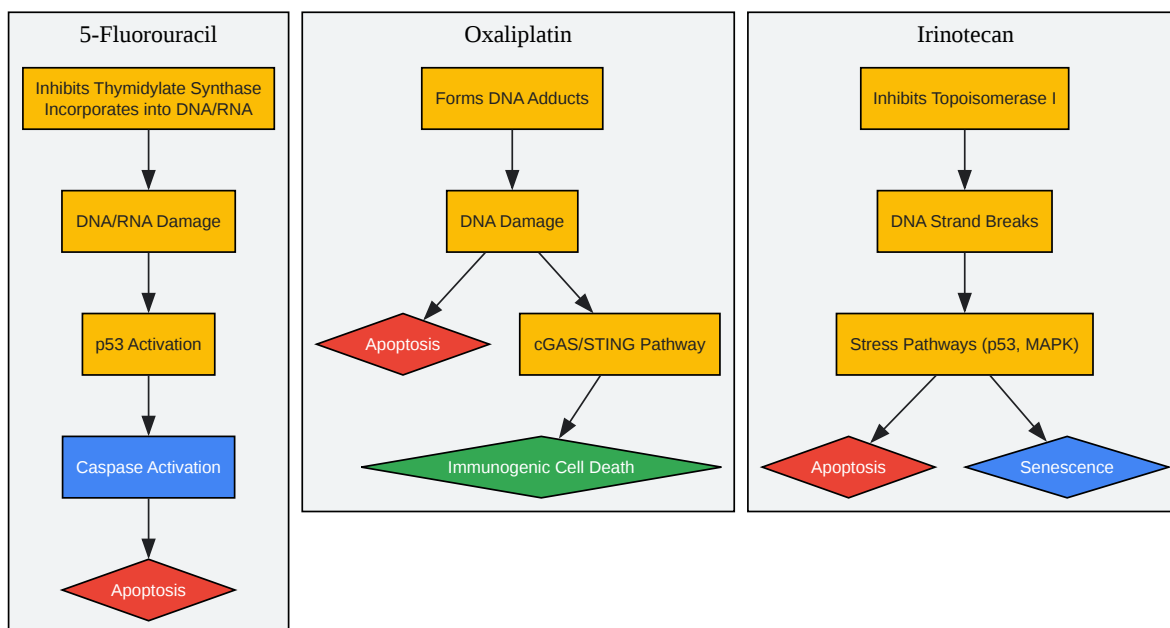 5-Fluorouracil
Inhibits Thymidylate Synthase
Incorporates into DNA/RNA
DNA/RNA Damage
p53 Activation
Caspase Activation
Apoptosis
Oxaliplatin
Forms DNA Adducts
DNA Damage
Apoptosis
cGAS/STING Pathway
Immunogenic Cell Death
Irinotecan
Inhibits Topoisomerase I
DNA Strand Breaks
Stress Pathways (p53, MAPK)
Apoptosis
Senescence